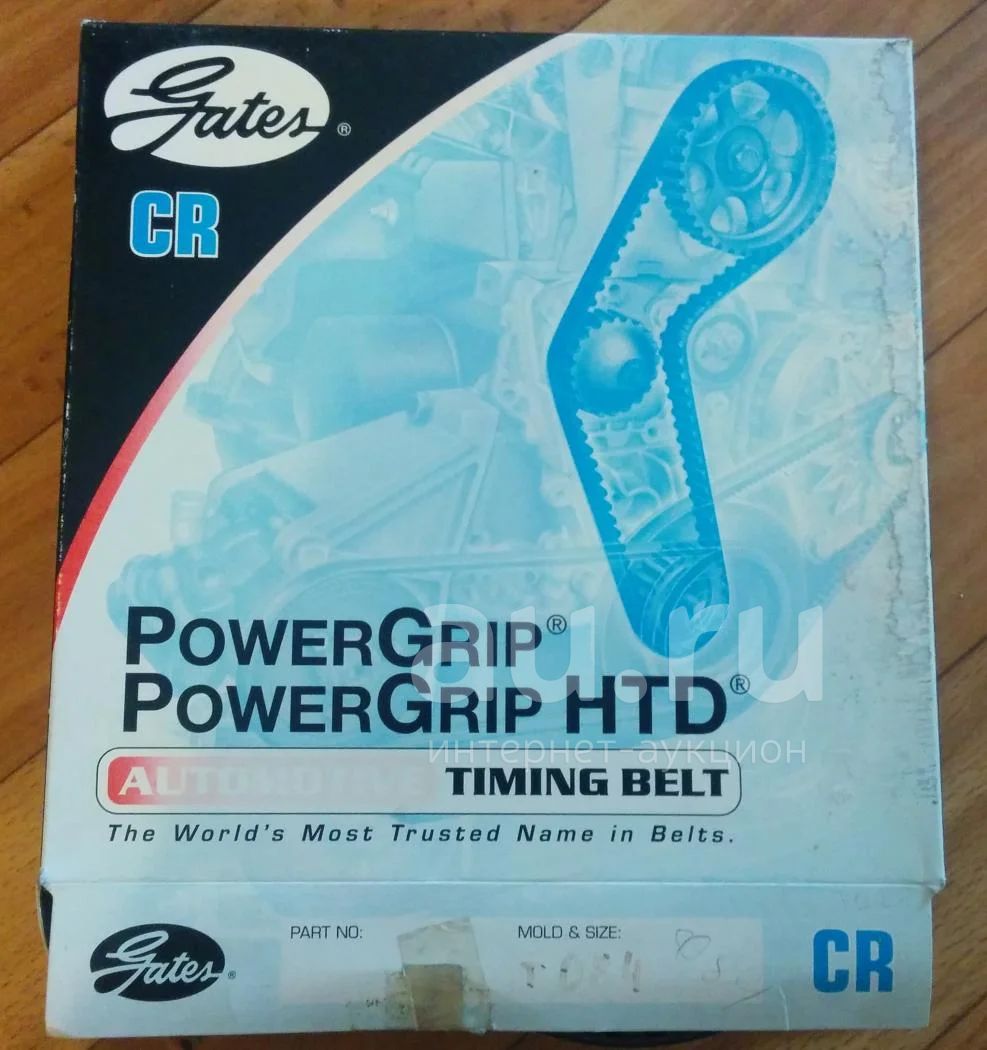 Gates®
CR
POWERGRIP®
POWERGRIP HTD®
AUTOMOTIVE TIMING BELT
The World's Most Trusted Name in Belts.
au.ru
интернет-аукцион
Gates®
PART NO:
MOLD & SIZE:
CR